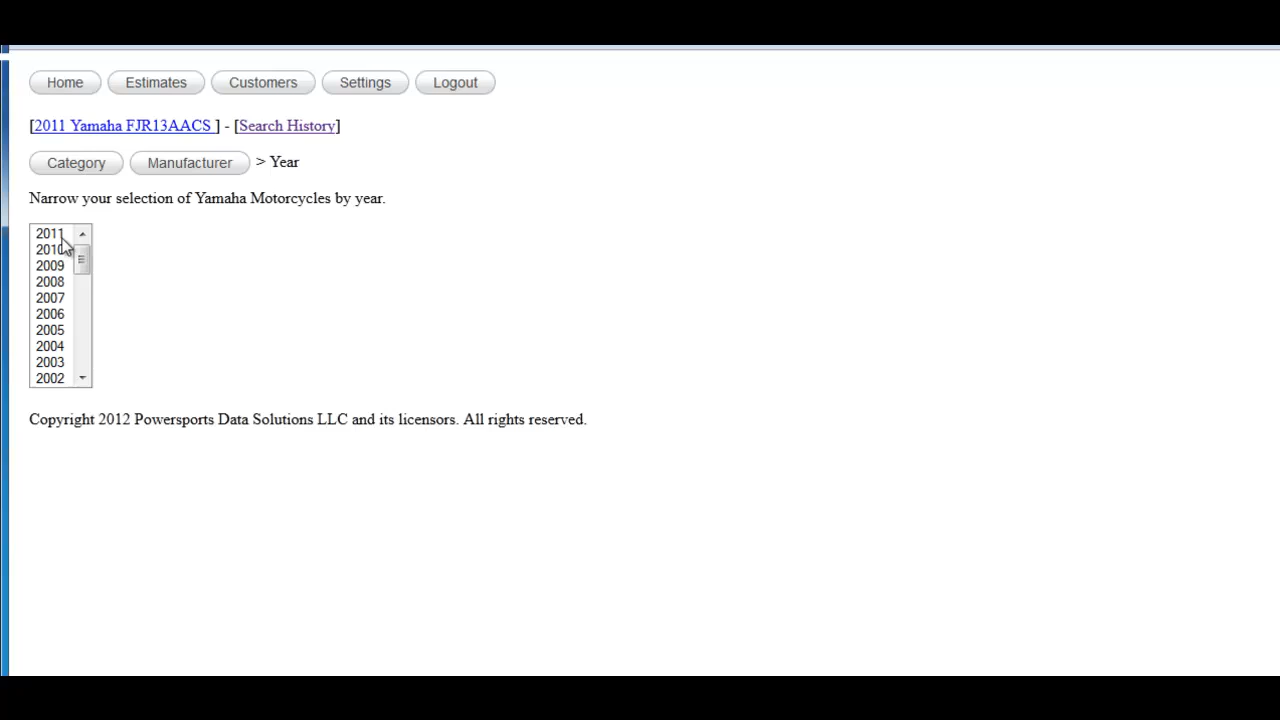 Home Estimates Customers Settings Logout
[2011 Yamaha FJR13AACS ] - [Search History]
Category Manufacturer > Year
Narrow your selection of Yamaha Motorcycles by year.
2011
2010
2009
2008
2007
2006
2005
2004
2003
2002
Copyright 2012 Powersports Data Solutions LLC and its licensors. All rights reserved.